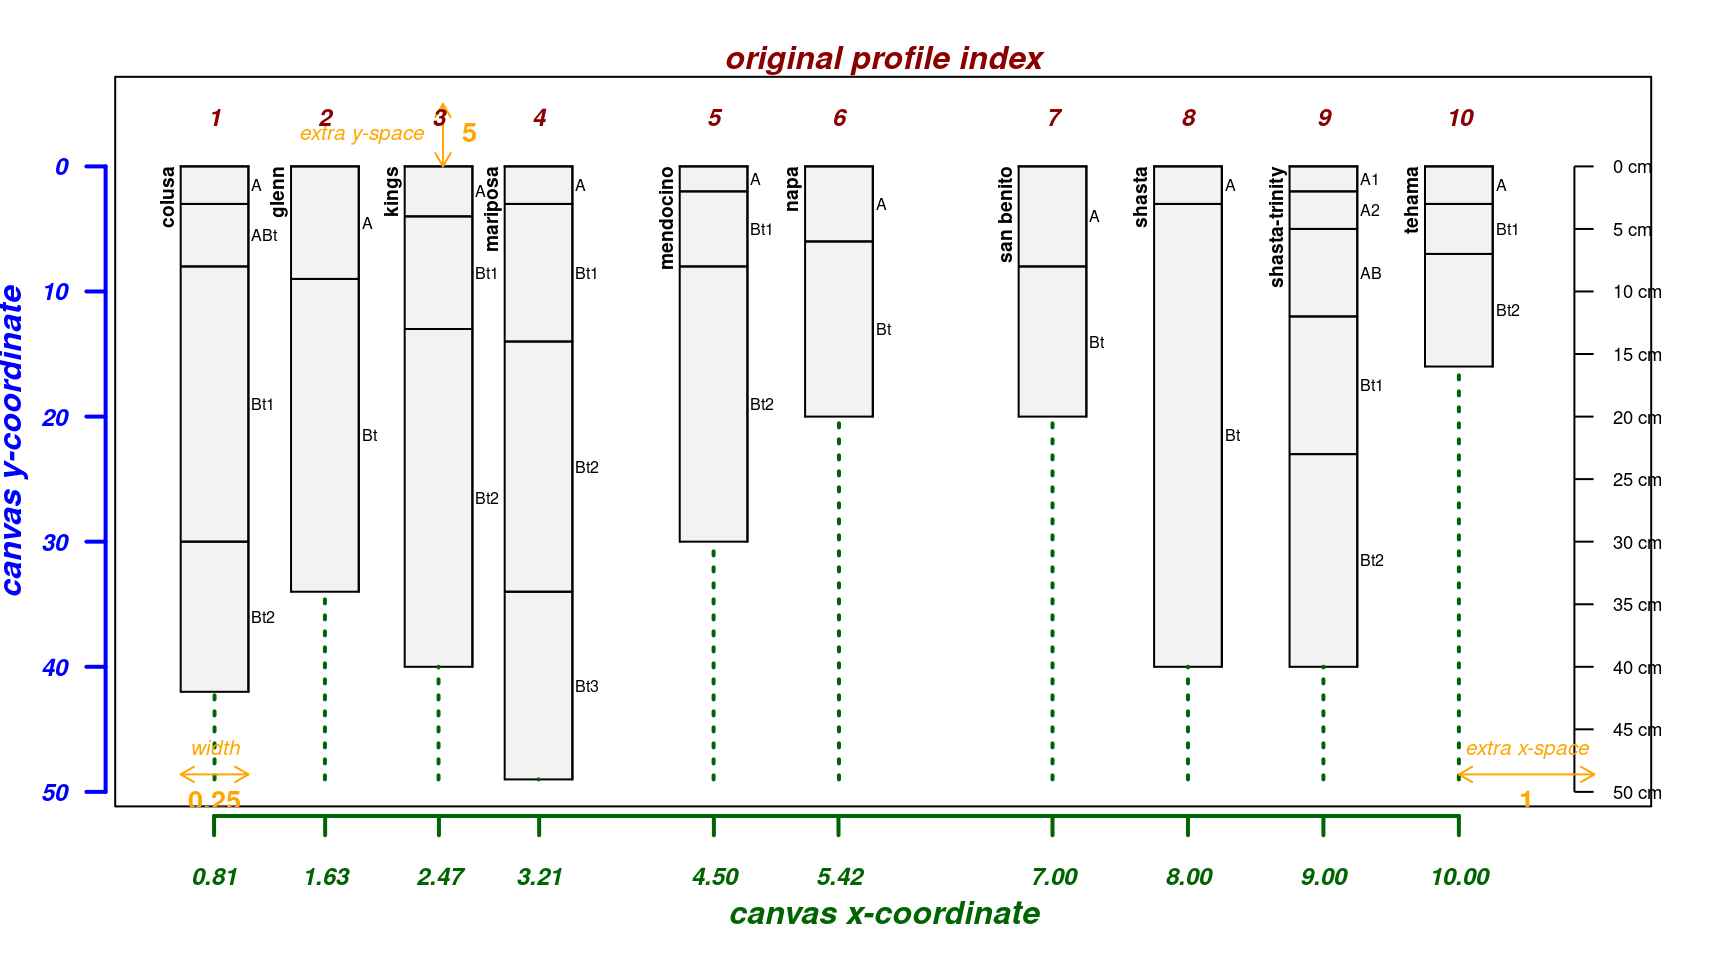 original profile index
1 2 3 4 5 6 7 8 9 10
extra y-space 5
canvas y-coordinate
0
10
20
30
40
50
colusa
A
ABt
Bt1
Bt2
glenn
A
Bt
kings
A
Bt1
Bt2
mariposa
A
Bt1
Bt2
Bt3
mendocino
A
Bt1
Bt2
napa
A
Bt
san benito
A
Bt
shasta
A
Bt
shasta-trinity
A1
A2
AB
Bt1
Bt2
tehama
A
Bt1
Bt2
0 cm
5 cm
10 cm
15 cm
20 cm
25 cm
30 cm
35 cm
40 cm
45 cm
50 cm
width
0.25
extra x-space
1
0.81 1.63 2.47 3.21 4.50 5.42 7.00 8.00 9.00 10.00
canvas x-coordinate